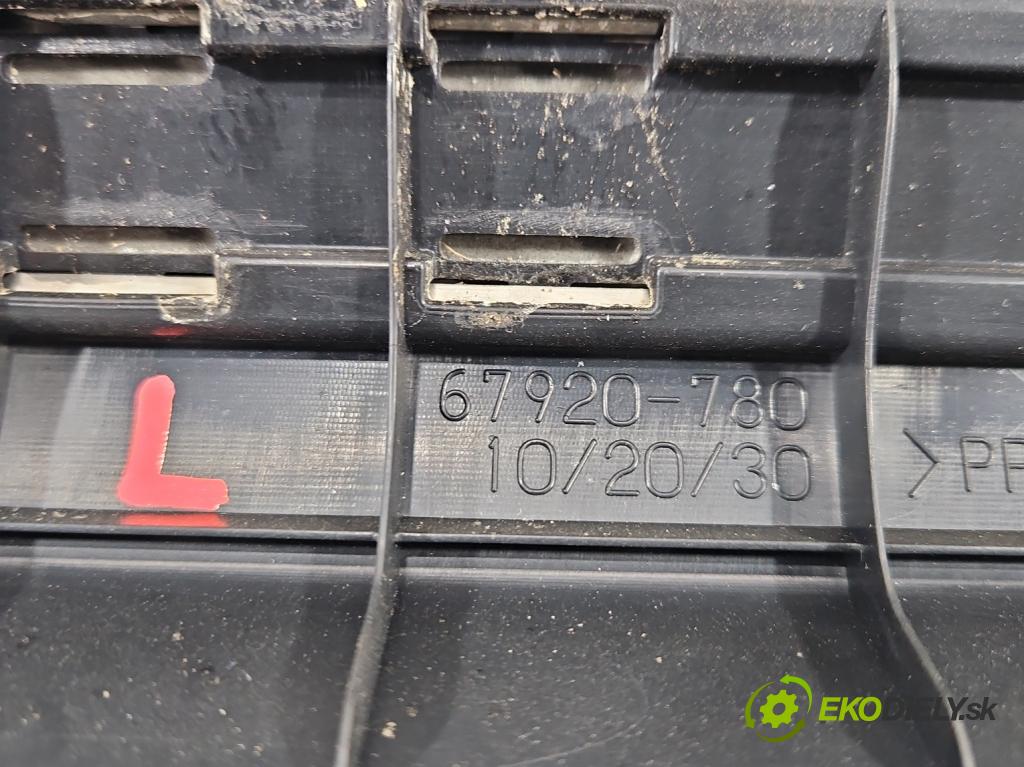 L
67920-780
10/20/30
>PP
EKODIELY.sk